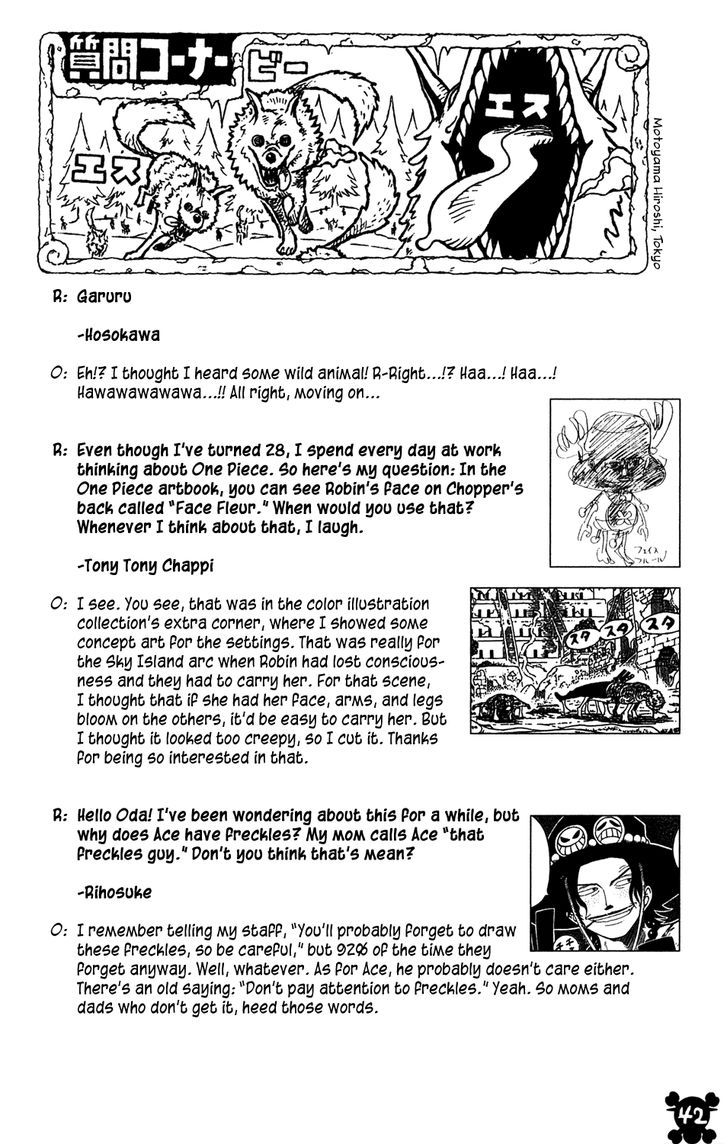 質問コーナー
ビー
エス
エス
Motoyama Hiroshi, Tokyo
R: Garuru
-Hosokawa
O: Eh!? I thought I heard some wild animal! R-Right...!? Haa...! Haa...!
Hawawawawawa...!! All right, moving on...
R: Even though I've turned 28, I spend every day at work
thinking about One Piece. So here's my question: In the
One Piece artbook, you can see Robin's face on Chopper's
back called "Face Fleur." When would you use that?
Whenever I think about that, I laugh.
-Tony Tony Chappi
フェイス
フルール
O: I see. You see, that was in the color illustration
collection's extra corner, where I showed some
concept art for the settings. That was really for
the Sky Island arc when Robin had lost conscious-
ness and they had to carry her. For that scene,
I thought that if she had her face, arms, and legs
bloom on the others, it'd be easy to carry her. But
I thought it looked too creepy, so I cut it. Thanks
for being so interested in that.
スタ スタ スタ
R: Hello Oda! I've been wondering about this for a while, but
why does Ace have freckles? My mom calls Ace "that
freckles guy." Don't you think that's mean?
-Rihosuke
O: I remember telling my staff, "You'll probably forget to draw
these freckles, so be careful," but 92% of the time they
forget anyway. Well, whatever. As for Ace, he probably doesn't care either.
There's an old saying: "Don't pay attention to freckles." Yeah. So moms and
dads who don't get it, heed those words.
42